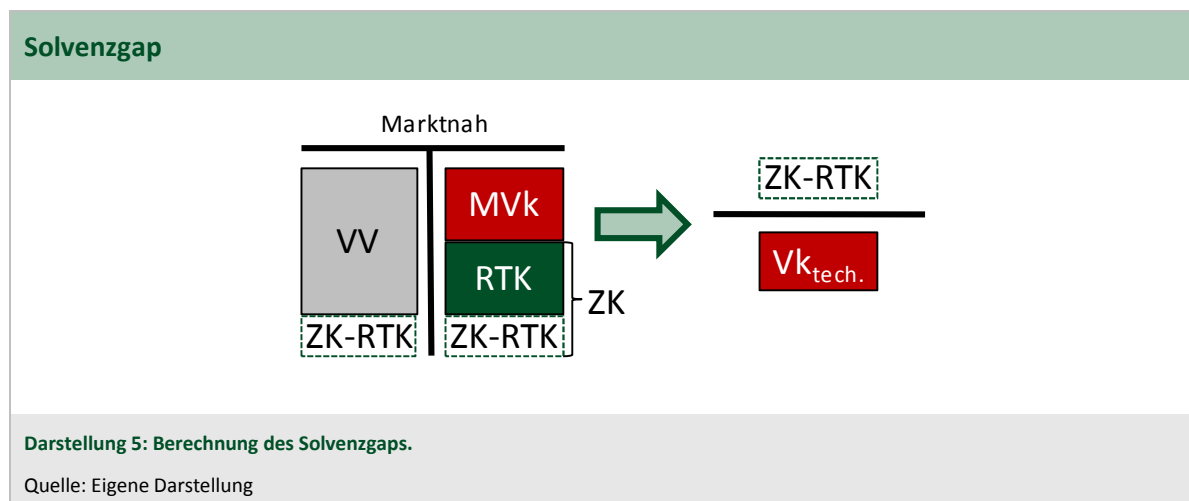 Solvenzgap
Marktnah
VV
MVk
RTK
ZK-RTK
ZK-RTK
ZK
ZK-RTK
Vktech.
Darstellung 5: Berechnung des Solvenzgaps.
Quelle: Eigene Darstellung